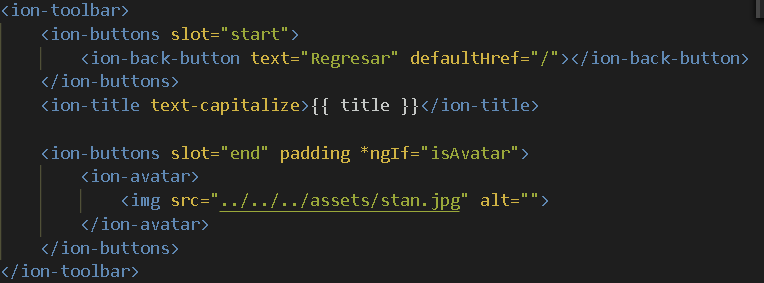 <ion-toolbar>
<ion-buttons slot="start">
<ion-back-button text="Regresar" defaultHref="/"></ion-back-button>
</ion-buttons>
<ion-title text-capitalize>{{ title }}</ion-title>
<ion-buttons slot="end" padding *ngIf="isAvatar">
<ion-avatar>
<img src="../../../assets/stan.jpg" alt="">
</ion-avatar>
</ion-buttons>
</ion-toolbar>